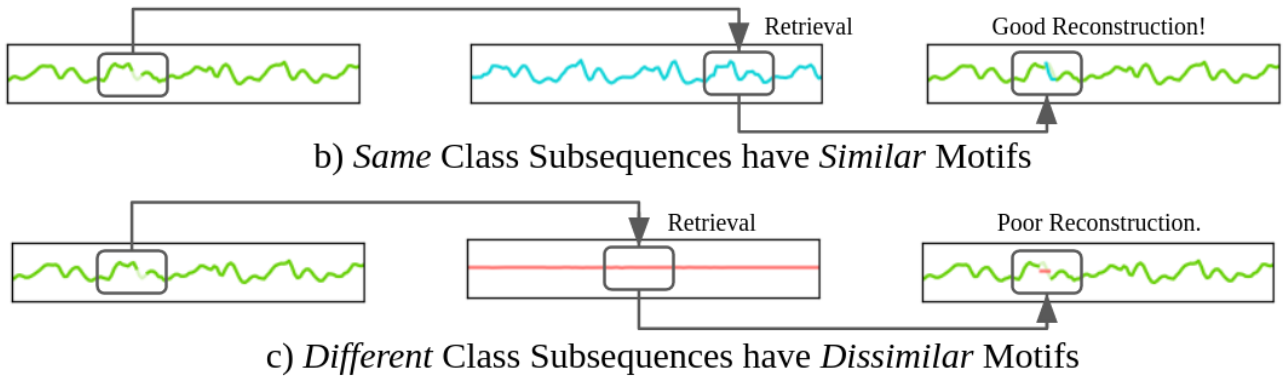 Retrieval
Good Reconstruction!
b) Same Class Subsequences have Similar Motifs
Retrieval
Poor Reconstruction.
c) Different Class Subsequences have Dissimilar Motifs